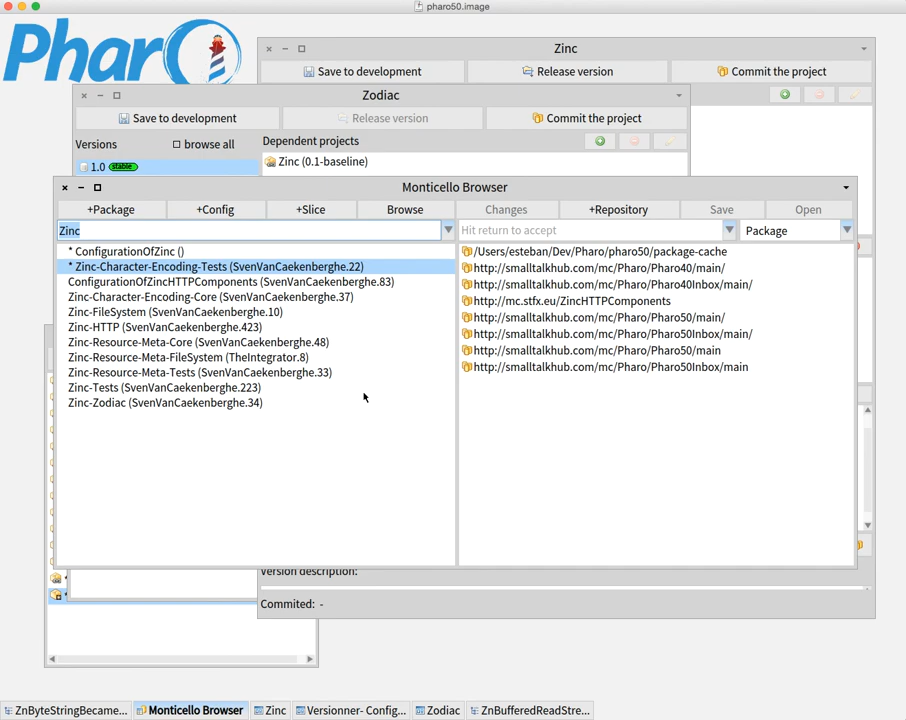 pharo50.image
Pharo
Zinc
Save to development
Release version
Commit the project
Zodiac
Save to development
Release version
Commit the project
Versions
browse all
Dependent projects
1.0 stable
Zinc (0.1-baseline)
Monticello Browser
+Package
+Config
+Slice
Browse
Changes
+Repository
Save
Open
Zinc
Hit return to accept
Package
* ConfigurationOfZinc ()
* Zinc-Character-Encoding-Tests (SvenVanCaekenberghe.22)
ConfigurationOfZincHTTPComponents (SvenVanCaekenberghe.83)
Zinc-Character-Encoding-Core (SvenVanCaekenberghe.37)
Zinc-FileSystem (SvenVanCaekenberghe.10)
Zinc-HTTP (SvenVanCaekenberghe.423)
Zinc-Resource-Meta-Core (SvenVanCaekenberghe.48)
Zinc-Resource-Meta-FileSystem (TheIntegrator.8)
Zinc-Resource-Meta-Tests (SvenVanCaekenberghe.33)
Zinc-Tests (SvenVanCaekenberghe.223)
Zinc-Zodiac (SvenVanCaekenberghe.34)
/Users/esteban/Dev/Pharo/pharo50/package-cache
http://smalltalkhub.com/mc/Pharo/Pharo40/main/
http://smalltalkhub.com/mc/Pharo/Pharo40Inbox/main/
http://mc.stfx.eu/ZincHTTPComponents
http://smalltalkhub.com/mc/Pharo/Pharo50/main/
http://smalltalkhub.com/mc/Pharo/Pharo50Inbox/main/
http://smalltalkhub.com/mc/Pharo/Pharo50/main
http://smalltalkhub.com/mc/Pharo/Pharo50Inbox/main
Version description:
Commited: -
ZnByteStringBecame...
Monticello Browser
Zinc
Versionner- Config...
Zodiac
ZnBufferedReadStre...